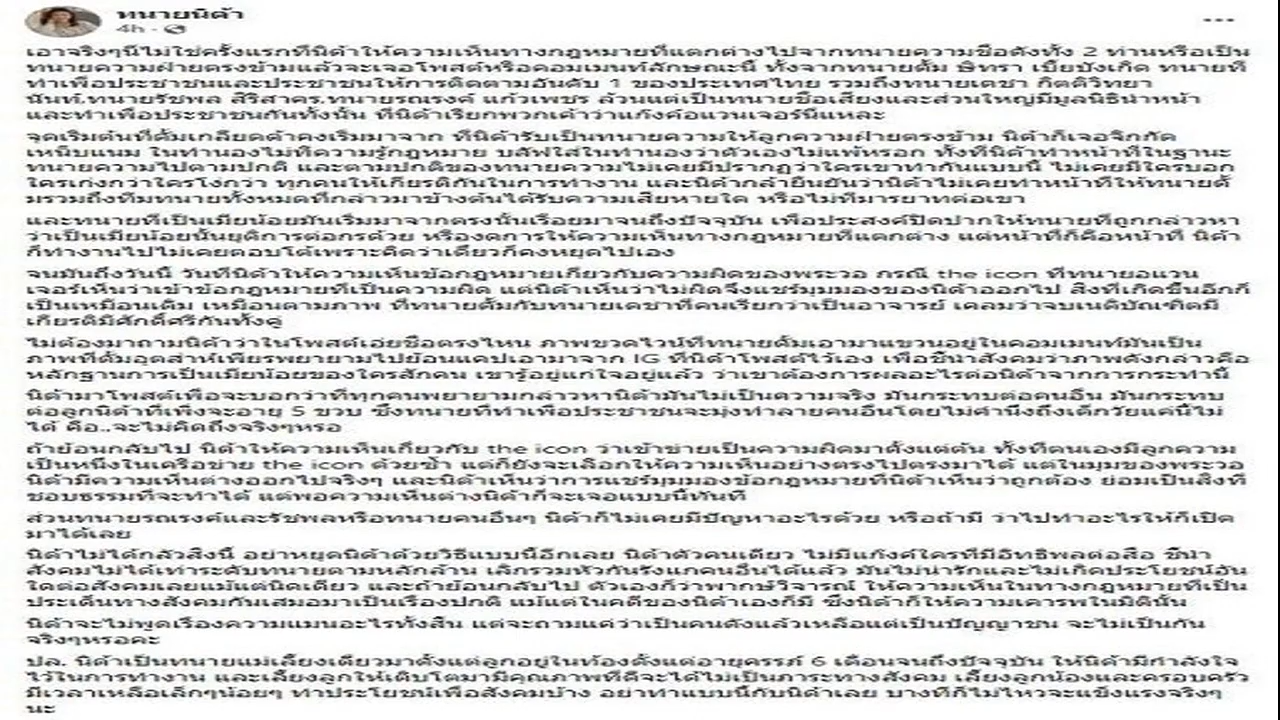 ทนายนิด้า
4h ·
เอาจริงๆนี่ไม่ใช่ครั้งแรกที่นิด้าให้ความเห็นทางกฎหมายที่แตกต่างไปจากทนายความชื่อดังทั้ง 2 ท่านหรือเป็น
ทนายความฝ่ายตรงข้ามแล้วจะเจอโพสต์หรือคอมเมนท์ลักษณะนี้ ทั้งจากทนายตั้ม ษิทรา เบี้ยบังเกิด ทนายที่
ทำเพื่อประชาชนและประชาชนให้การติดตามอันดับ 1 ของประเทศไทย รวมถึงทนายเดชา กิตติวิทยา
นันท์,ทนายรัชพล ศิริสาคร,ทนายรณรงค์ แก้วเพชร ล้วนแต่เป็นทนายชื่อเสียงและส่วนใหญ่มีมูลนิธินำหน้า
และทำเพื่อประชาชนกันทั้งนั้น ที่นิด้าเรียกพวกเค้าว่าแก๊งค์อแวนเจอร์นี่แหละ
จุดเริ่มต้นที่ตั้มเกลียดด้าคงเริ่มมาจาก ที่นิด้ารับเป็นทนายความให้ลูกความฝ่ายตรงข้าม นิด้าก็เจอจิกกัด
เหน็บแนม ในทำนองไม่มีความรู้กฎหมาย บลัฟใส่ในทำนองว่าตัวเองไม่แพ้หรอก ทั้งที่นิด้าทำหน้าที่ในฐานะ
ทนายความไปตามปกติ และตามปกติของทนายความไม่เคยมีปรากฏว่าใครเขาทำกันแบบนี้ ไม่เคยมีใครบอก
ใครเก่งกว่าใครโง่กว่า ทุกคนให้เกียรติกันในการทำงาน และนิด้ากล้ายืนยันว่านิด้าไม่เคยทำหน้าที่ให้ทนายตั้
มรวมถึงทีมทนายทั้งหมดที่กล่าวมาข้างต้นได้รับความเสียหายใด หรือไม่มีมารยาทต่อเขา
และทนายที่เป็นเมียน้อยมันเริ่มมาจากตรงนั้นเรื่อยมาจนถึงปัจจุบัน เพื่อประสงค์ปิดปากให้ทนายที่ถูกกล่าวหา
ว่าเป็นเมียน้อยนั้นยุติการต่อกรด้วย หรืองดการให้ความเห็นทางกฎหมายที่แตกต่าง แต่หน้าที่ก็คือหน้าที่ นิด้า
ก็ทำงานไปไม่เคยตอบโต้เพราะคิดว่าเดี๋ยวก็คงหยุดไปเอง
จนมันถึงวันนี้ วันที่นิด้าให้ความเห็นข้อกฎหมายเกี่ยวกับความผิดของพระวอ กรณี the icon ที่ทนายอแวน
เจอร์เห็นว่าเข้าข้อกฎหมายที่เป็นความผิด แต่นิด้าเห็นว่าไม่ผิดจึงแชร์มุมมองของนิด้าออกไป สิ่งที่เกิดขึ้นอีกก็
เป็นเหมือนเดิม เหมือนตามภาพ ที่ทนายตั้มกับทนายเดชาที่คนเรียกว่าเป็นอาจารย์ เคลมว่าจบเนติบัณฑิตมี
เกียรติมีศักดิ์ศรีกันทั้งคู่
ไม่ต้องมาถามนิด้าว่าในโพสต์เอ่ยชื่อตรงไหน ภาพขวดไวน์ที่ทนายตั้มเอามาแขวนอยู่ในคอมเมนท์มันเป็น
ภาพที่ตั้มอุตส่าห์เพียรพยายามไปย้อนแคปเอามาจาก IG ที่นิด้าโพสต์ไว้เอง เพื่อชี้นำสังคมว่าภาพดังกล่าวคือ
หลักฐานการเป็นเมียน้อยของใครสักคน เขารู้อยู่แก่ใจอยู่แล้ว ว่าเขาต้องการผลอะไรต่อนิด้าจากการกระทำนี้
นิด้ามาโพสต์เพื่อจะบอกว่าที่ทุกคนพยายามกล่าวหานิด้ามันไม่เป็นความจริง มันกระทบต่อคนอื่น มันกระทบ
ต่อลูกนิด้าที่เพิ่งจะอายุ 5 ขวบ ซึ่งทนายที่ทำเพื่อประชาชนจะมุ่งทำลายคนอื่นโดยไม่คำนึงถึงเด็กวัยแค่นี้ไม่
ได้ คือ..จะไม่คิดถึงจริงๆหรอ
ถ้าย้อนกลับไป นิด้าให้ความเห็นเกี่ยวกับ the icon ว่าเข้าข่ายเป็นความผิดมาตั้งแต่ต้น ทั้งที่ตนเองมีลูกความ
เป็นหนึ่งในเครือข่าย the icon ด้วยซ้ำ แต่ก็ยังจะเลือกให้ความเห็นอย่างตรงไปตรงมาได้ แต่ในมุมของพระวอ
นิด้ามีความเห็นต่างออกไปจริงๆ และนิด้าเห็นว่าการแชร์มุมมองข้อกฎหมายที่นิด้าเห็นว่าถูกต้อง ย่อมเป็นสิ่งที่
ชอบธรรมที่จะทำได้ แต่พอความเห็นต่างนิด้าก็จะเจอแบบนี้ทันที
ส่วนทนายรณรงค์และรัชพลหรือทนายคนอื่นๆ นิด้าก็ไม่เคยมีปัญหาอะไรด้วย หรือถ้ามี ว่าไปทำอะไรให้ก็เปิด
มาได้เลย
นิด้าไม่ได้กลัวสิ่งนี้ อย่าหยุดนิด้าด้วยวิธีแบบนี้อีกเลย นิด้าตัวคนเดียว ไม่มีแก๊งค์ใครที่มีอิทธิพลต่อสื่อ ชี้นำ
สังคมไม่ได้เท่าระดับทนายตามหลักล้าน เลิกรวมหัวกันรังแกคนอื่นได้แล้ว มันไม่น่ารักและไม่เกิดประโยชน์อัน
ใดต่อสังคมเลยแม้แต่นิดเดียว และถ้าย้อนกลับไป ตัวเองก็ว่าพากษ์วิจารณ์ ให้ความเห็นในทางกฎหมายที่เป็น
ประเด็นทางสังคมกันเสมอมาเป็นเรื่องปกติ แม้แต่ในคดีของนิด้าเองก็มี ซึ่งนิด้าก็ให้ความเคารพในมิตินั้น
นิด้าจะไม่พูดเรื่องความแมนอะไรทั้งสิ้น แต่จะถามแต่ว่าเป็นคนดังแล้วเหลือแต่เป็นปัญญาชน จะไม่เป็นกัน
จริงๆหรอคะ
ปล. นิด้าเป็นทนายแม่เลี้ยงเดี่ยวมาตั้งแต่ลูกอยู่ในท้องตั้งแต่อายุครรภ์ 6 เดือนจนถึงปัจจุบัน ให้นิด้ามีกำลังใจ
ไว้ในการทำงาน และเลี้ยงลูกให้เติบโตมามีคุณภาพที่ดีจะได้ไม่เป็นภาระทางสังคม เลี้ยงลูกน้องและครอบครัว
มีเวลาเหลือเล็กๆน้อยๆ ทำประโยชน์เพื่อสังคมบ้าง อย่าทำแบบนี้กับนิด้าเลย บางทีก็ไม่ไหวจะแข็งแรงจริงๆ
นะ